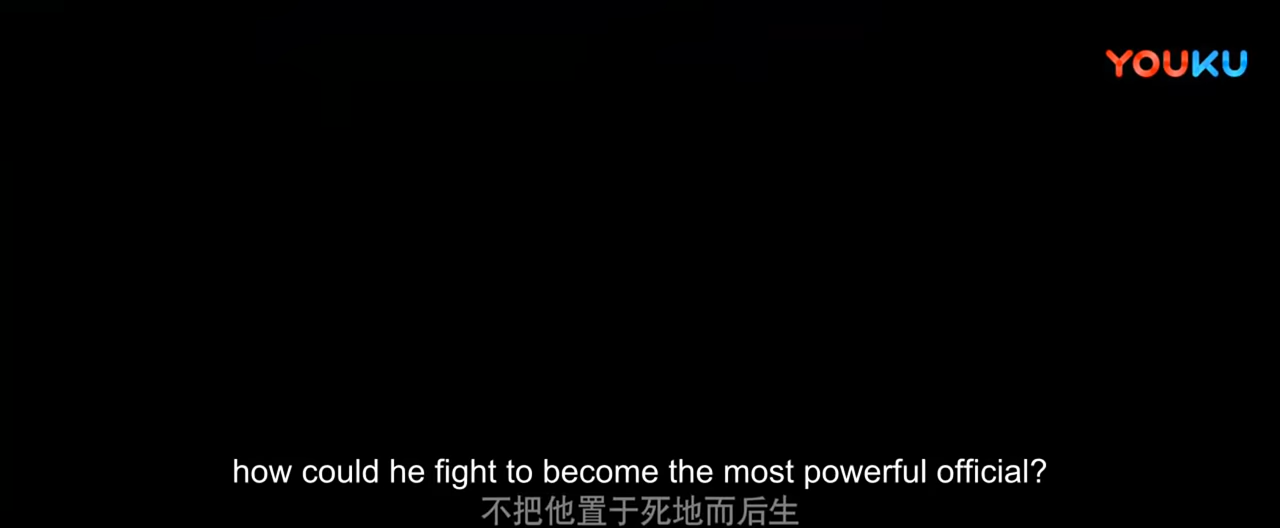 YOUKU
how could he fight to become the most powerful official?
不把他置于死地而后生